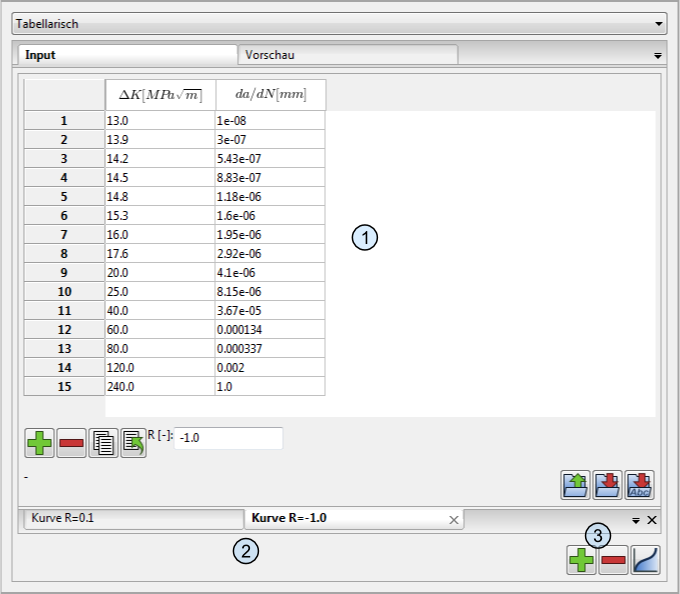 Tabellarisch
Input Vorschau
ΔK[MPa√m] da/dN[mm]
1 13.0 1e-08
2 13.9 3e-07
3 14.2 5.43e-07
4 14.5 8.83e-07
5 14.8 1.18e-06
6 15.3 1.6e-06
7 16.0 1.95e-06
8 17.6 2.92e-06
9 20.0 4.1e-06
10 25.0 8.15e-06
11 40.0 3.67e-05
12 60.0 0.000134
13 80.0 0.000337
14 120.0 0.002
15 240.0 1.0
1
R [-]: -1.0
-
Abc
Kurve R=0.1 Kurve R=-1.0
2 3